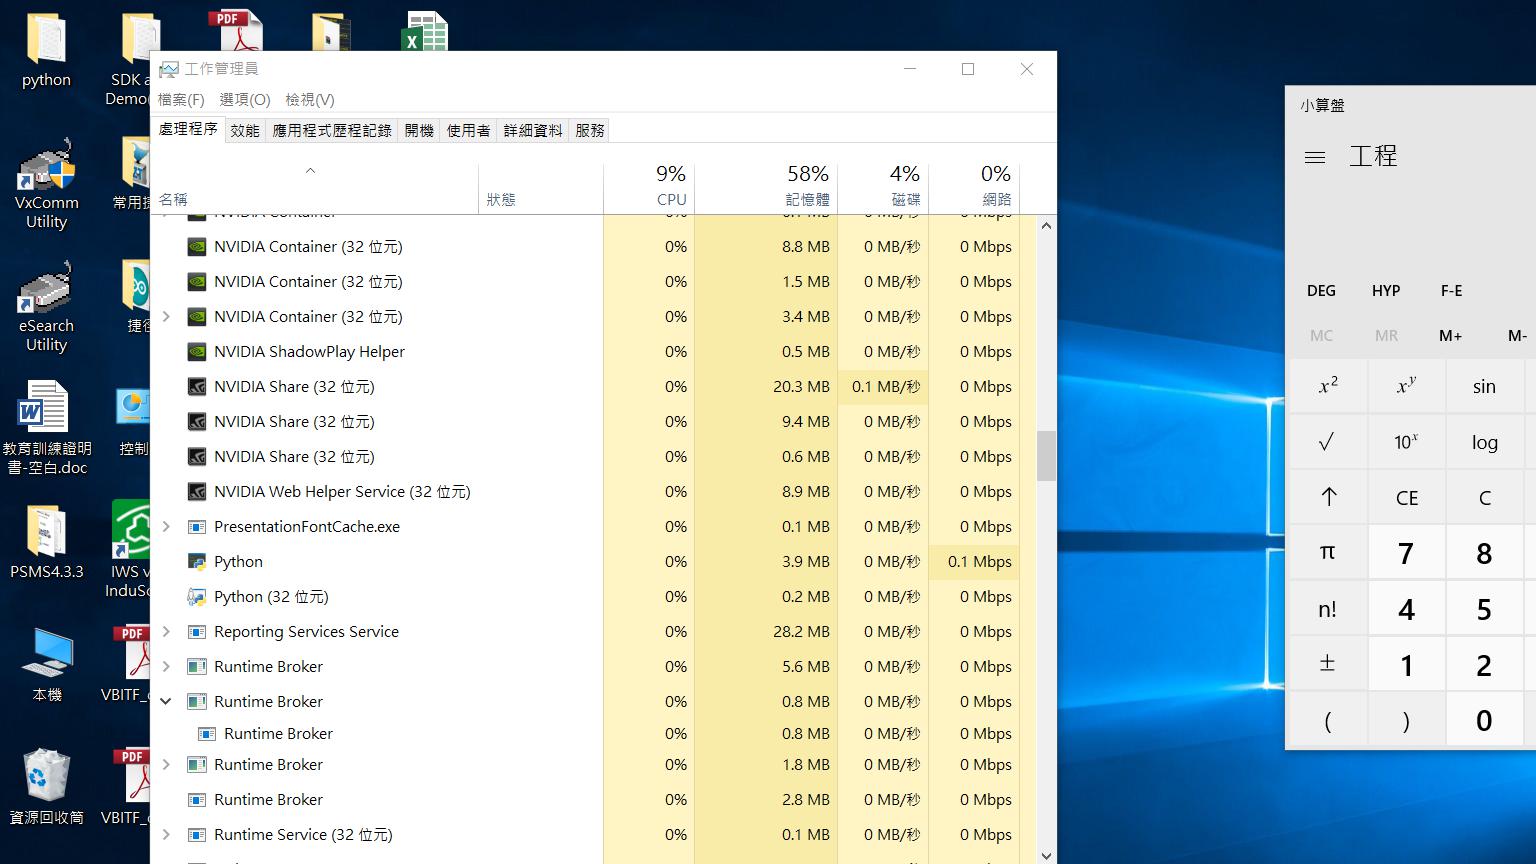 python
SDK a
Demo(
VxComm
Utility
常用捷
eSearch
Utility
捷徑
教育訓練證明
書-空白.doc
控制
PSMS4.3.3
IWS v
InduSo
本機
VBITF_
資源回收筒
VBITF_
工作管理員
檔案(F) 選項(O) 檢視(V)
處理程序 效能 應用程式歷程記錄 開機 使用者 詳細資料 服務
9% 58% 4% 0%
名稱 狀態 CPU 記憶體 磁碟 網路
NVIDIA Container (32 位元) 0% 8.8 MB 0 MB/秒 0 Mbps
NVIDIA Container (32 位元) 0% 1.5 MB 0 MB/秒 0 Mbps
NVIDIA Container (32 位元) 0% 3.4 MB 0 MB/秒 0 Mbps
NVIDIA ShadowPlay Helper 0% 0.5 MB 0 MB/秒 0 Mbps
NVIDIA Share (32 位元) 0% 20.3 MB 0.1 MB/秒 0 Mbps
NVIDIA Share (32 位元) 0% 9.4 MB 0 MB/秒 0 Mbps
NVIDIA Share (32 位元) 0% 0.6 MB 0 MB/秒 0 Mbps
NVIDIA Web Helper Service (32 位元) 0% 8.9 MB 0 MB/秒 0 Mbps
PresentationFontCache.exe 0% 0.1 MB 0 MB/秒 0 Mbps
Python 0% 3.9 MB 0 MB/秒 0.1 Mbps
Python (32 位元) 0% 0.2 MB 0 MB/秒 0 Mbps
Reporting Services Service 0% 28.2 MB 0 MB/秒 0 Mbps
Runtime Broker 0% 5.6 MB 0 MB/秒 0 Mbps
Runtime Broker 0% 0.8 MB 0 MB/秒 0 Mbps
Runtime Broker 0% 0.8 MB 0 MB/秒 0 Mbps
Runtime Broker 0% 1.8 MB 0 MB/秒 0 Mbps
Runtime Broker 0% 2.8 MB 0 MB/秒 0 Mbps
Runtime Service (32 位元) 0% 0.1 MB 0 MB/秒 0 Mbps
小算盤
工程
DEG HYP F-E
MC MR M+ M-
x² xʸ sin
√ 10ˣ log
↑ CE C
π 7 8
n! 4 5
± 1 2
( ) 0